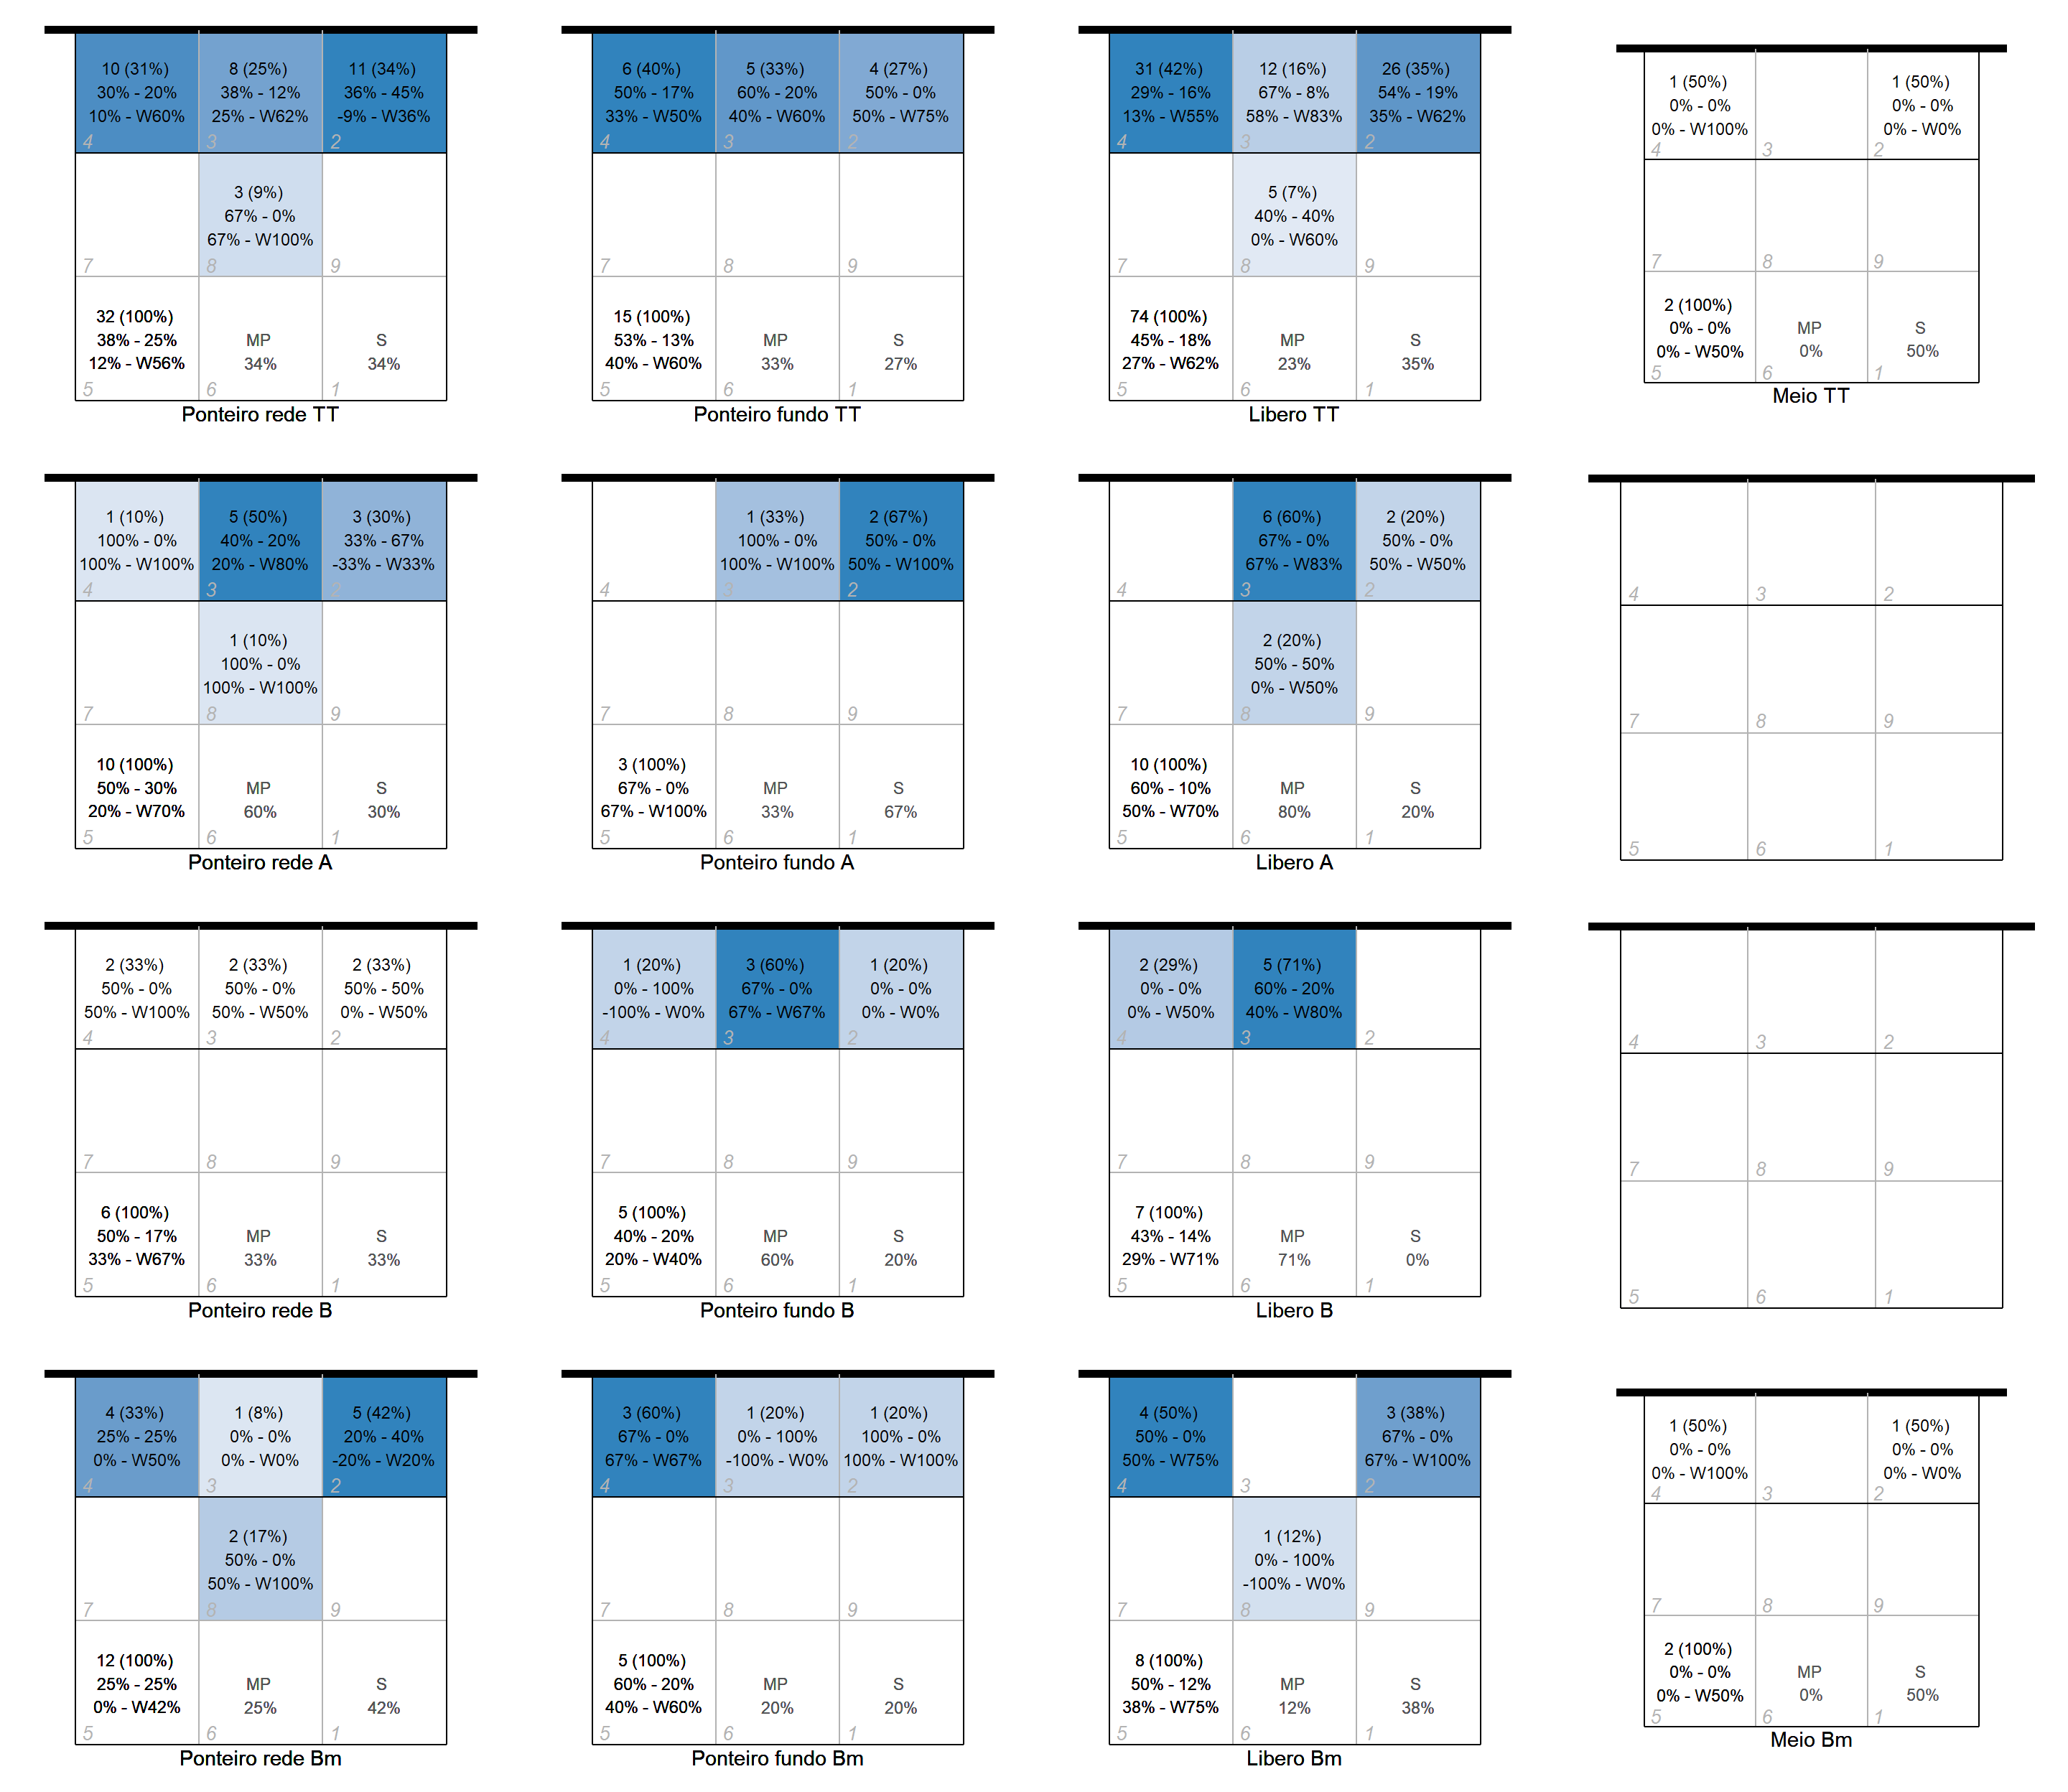 10 (31%)
30% - 20%
10% - W60%
4
8 (25%)
38% - 12%
25% - W62%
3
11 (34%)
36% - 45%
-9% - W36%
2
7
3 (9%)
67% - 0%
67% - W100%
8
9
32 (100%)
38% - 25%
12% - W56%
5
MP
34%
6
S
34%
1
Ponteiro rede TT
6 (40%)
50% - 17%
33% - W50%
4
5 (33%)
60% - 20%
40% - W60%
3
4 (27%)
50% - 0%
50% - W75%
2
7
8
9
15 (100%)
53% - 13%
40% - W60%
5
MP
33%
6
S
27%
1
Ponteiro fundo TT
31 (42%)
29% - 16%
13% - W55%
4
12 (16%)
67% - 8%
58% - W83%
3
26 (35%)
54% - 19%
35% - W62%
2
7
5 (7%)
40% - 40%
0% - W60%
8
9
74 (100%)
45% - 18%
27% - W62%
5
MP
23%
6
S
35%
1
Libero TT
1 (50%)
0% - 0%
0% - W100%
4
3
1 (50%)
0% - 0%
0% - W0%
2
7
8
9
2 (100%)
0% - 0%
0% - W50%
5
MP
0%
6
S
50%
1
Meio TT
1 (10%)
100% - 0%
100% - W100%
4
5 (50%)
40% - 20%
20% - W80%
3
3 (30%)
33% - 67%
-33% - W33%
2
7
1 (10%)
100% - 0%
100% - W100%
8
9
10 (100%)
50% - 30%
20% - W70%
5
MP
60%
6
S
30%
1
Ponteiro rede A
4
1 (33%)
100% - 0%
100% - W100%
3
2 (67%)
50% - 0%
50% - W100%
2
7
8
9
3 (100%)
67% - 0%
67% - W100%
5
MP
33%
6
S
67%
1
Ponteiro fundo A
4
6 (60%)
67% - 0%
67% - W83%
3
2 (20%)
50% - 0%
50% - W50%
2
7
2 (20%)
50% - 50%
0% - W50%
8
9
10 (100%)
60% - 10%
50% - W70%
5
MP
80%
6
S
20%
1
Libero A
4
3
2
7
8
9
5
6
1
2 (33%)
50% - 0%
50% - W100%
4
2 (33%)
50% - 0%
50% - W50%
3
2 (33%)
50% - 50%
0% - W50%
2
7
8
9
6 (100%)
50% - 17%
33% - W67%
5
MP
33%
6
S
33%
1
Ponteiro rede B
1 (20%)
0% - 100%
-100% - W0%
4
3 (60%)
67% - 0%
67% - W67%
3
1 (20%)
0% - 0%
0% - W0%
2
7
8
9
5 (100%)
40% - 20%
20% - W40%
5
MP
60%
6
S
20%
1
Ponteiro fundo B
2 (29%)
0% - 0%
0% - W50%
4
5 (71%)
60% - 20%
40% - W80%
3
2
7
8
9
7 (100%)
43% - 14%
29% - W71%
5
MP
71%
6
S
0%
1
Libero B
4
3
2
7
8
9
5
6
1
4 (33%)
25% - 25%
0% - W50%
4
1 (8%)
0% - 0%
0% - W0%
3
5 (42%)
20% - 40%
-20% - W20%
2
7
2 (17%)
50% - 0%
50% - W100%
8
9
12 (100%)
25% - 25%
0% - W42%
5
MP
25%
6
S
42%
1
Ponteiro rede Bm
3 (60%)
67% - 0%
67% - W67%
4
1 (20%)
0% - 100%
-100% - W0%
3
1 (20%)
100% - 0%
100% - W100%
2
7
8
9
5 (100%)
60% - 20%
40% - W60%
5
MP
20%
6
S
20%
1
Ponteiro fundo Bm
4 (50%)
50% - 0%
50% - W75%
4
3
3 (38%)
67% - 0%
67% - W100%
2
7
1 (12%)
0% - 100%
-100% - W0%
8
9
8 (100%)
50% - 12%
38% - W75%
5
MP
12%
6
S
38%
1
Libero Bm
1 (50%)
0% - 0%
0% - W100%
4
3
1 (50%)
0% - 0%
0% - W0%
2
7
8
9
2 (100%)
0% - 0%
0% - W50%
5
MP
0%
6
S
50%
1
Meio Bm